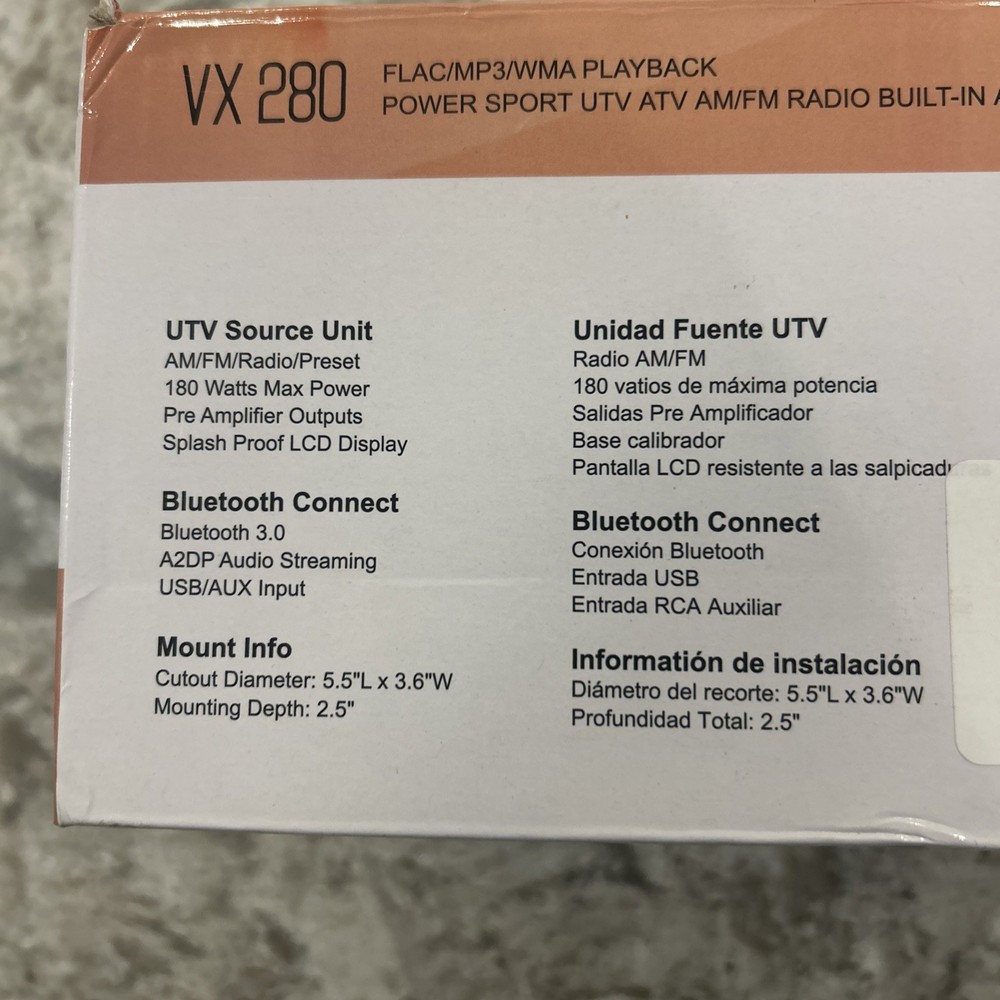 VX 280
FLAC/MP3/WMA PLAYBACK
POWER SPORT UTV ATV AM/FM RADIO BUILT-IN
UTV Source Unit
AM/FM/Radio/Preset
180 Watts Max Power
Pre Amplifier Outputs
Splash Proof LCD Display
Bluetooth Connect
Bluetooth 3.0
A2DP Audio Streaming
USB/AUX Input
Mount Info
Cutout Diameter: 5.5"L x 3.6"W
Mounting Depth: 2.5"
Unidad Fuente UTV
Radio AM/FM
180 vatios de máxima potencia
Salidas Pre Amplificador
Base calibrador
Pantalla LCD resistente a las salpicaduras
Bluetooth Connect
Conexión Bluetooth
Entrada USB
Entrada RCA Auxiliar
Informatión de instalación
Diámetro del recorte: 5.5"L x 3.6"W
Profundidad Total: 2.5"